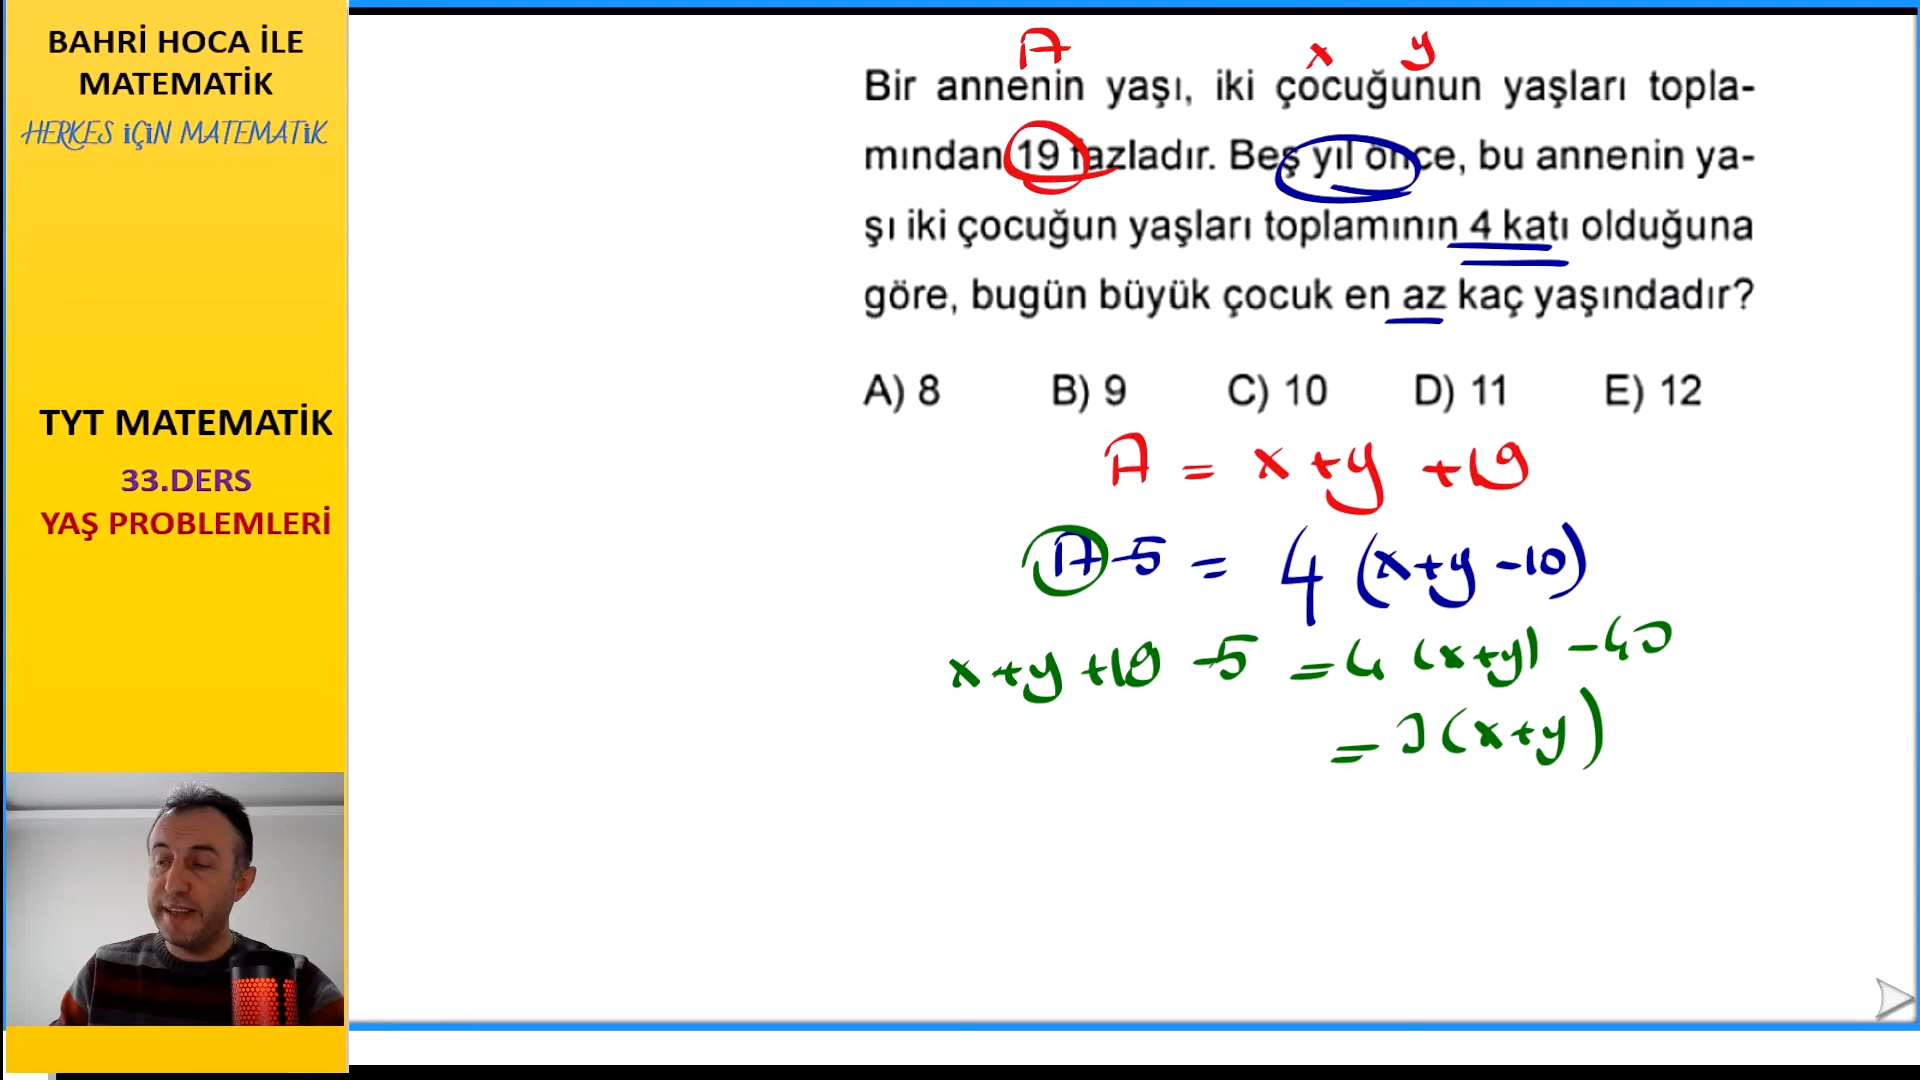 BAHRİ HOCA İLE
MATEMATİK
HERKES İÇİN MATEMATİK
TYT MATEMATİK
33.DERS
YAŞ PROBLEMLERİ
A x y
Bir annenin yaşı, iki çocuğunun yaşları topla-
mından 19 fazladır. Beş yıl önce, bu annenin ya-
şı iki çocuğun yaşları toplamının 4 katı olduğuna
göre, bugün büyük çocuk en az kaç yaşındadır?
A) 8 B) 9 C) 10 D) 11 E) 12
A = x+y +19
A-5 = 4 (x+y-10)
x+y+19-5 = 4 (x+y) -40
= 3(x+y)